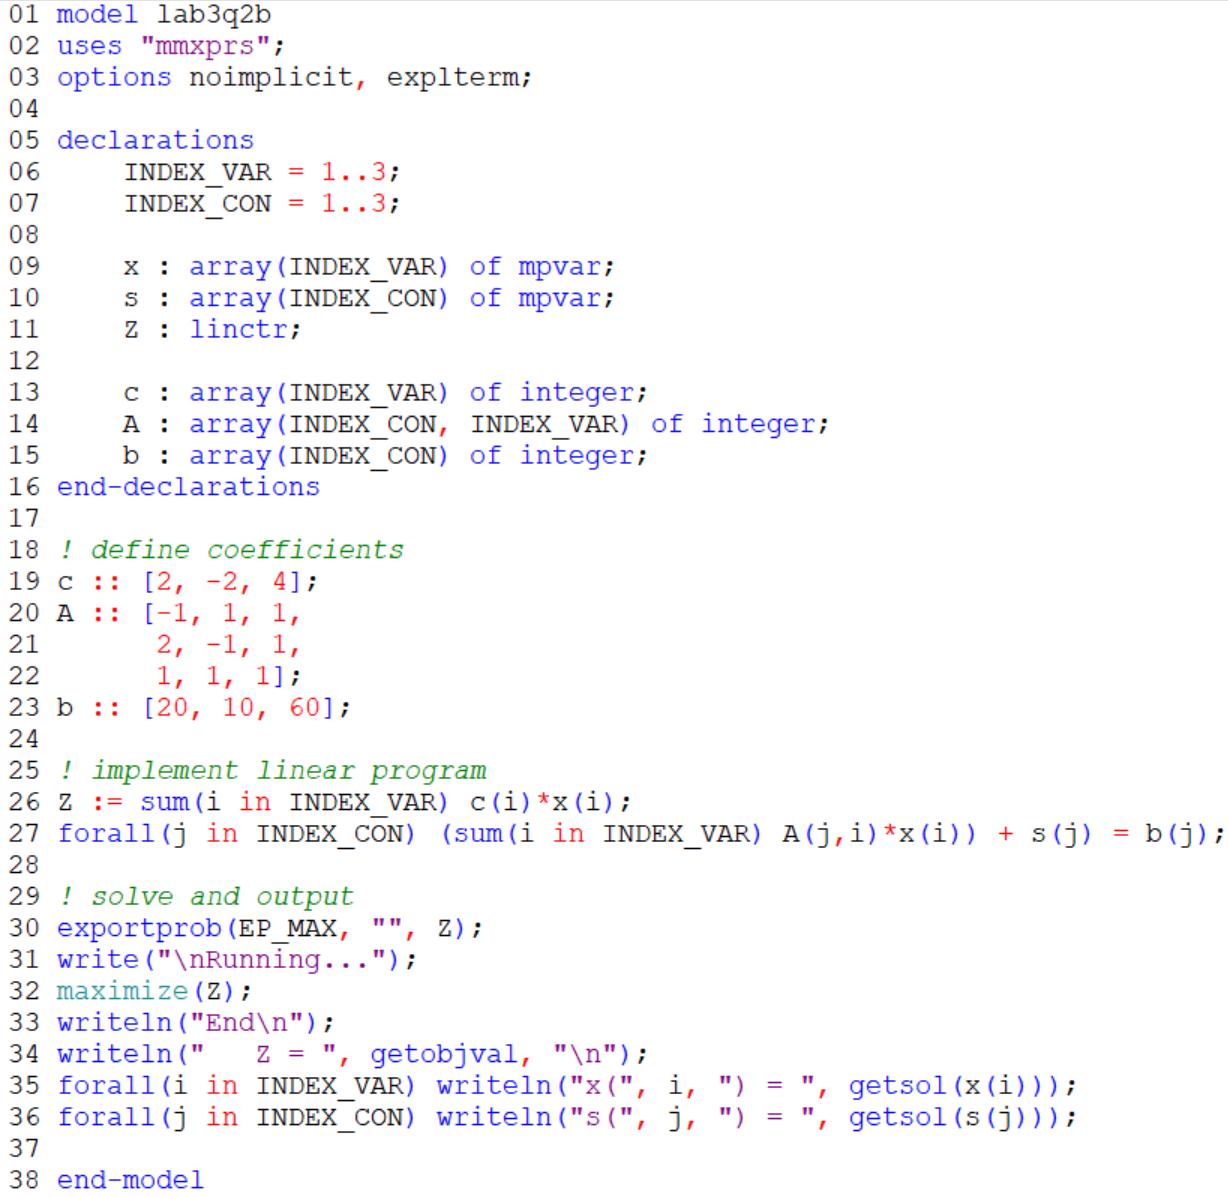 01 model lab3q2b
02 uses "mmxprs";
03 options noimplicit, explterm;
04
05 declarations
06     INDEX_VAR = 1..3;
07     INDEX_CON = 1..3;
08
09     x : array(INDEX_VAR) of mpvar;
10     s : array(INDEX_CON) of mpvar;
11     Z : linctr;
12
13     c : array(INDEX_VAR) of integer;
14     A : array(INDEX_CON, INDEX_VAR) of integer;
15     b : array(INDEX_CON) of integer;
16 end-declarations
17
18 ! define coefficients
19 c :: [2, -2, 4];
20 A :: [-1, 1, 1,
21       2, -1, 1,
22       1, 1, 1];
23 b :: [20, 10, 60];
24
25 ! implement linear program
26 Z := sum(i in INDEX_VAR) c(i)*x(i);
27 forall(j in INDEX_CON) (sum(i in INDEX_VAR) A(j,i)*x(i)) + s(j) = b(j);
28
29 ! solve and output
30 exportprob(EP_MAX, "", Z);
31 write("\nRunning...");
32 maximize(Z);
33 writeln("End\n");
34 writeln("   Z = ", getobjval, "\n");
35 forall(i in INDEX_VAR) writeln("x(", i, ") = ", getsol(x(i)));
36 forall(j in INDEX_CON) writeln("s(", j, ") = ", getsol(s(j)));
37
38 end-model